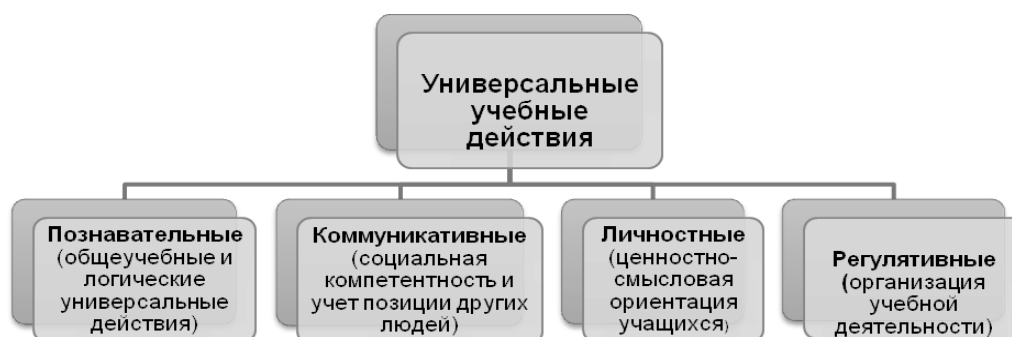 Универсальные
учебные
действия
Познавательные
(общеучебные и
логические
универсальные
действия)
Коммуникативные
(социальная
компетентность и
учет позиции других
людей)
Личностные
(ценностно-
смысловая
ориентация
учащихся)
Регулятивные
(организация
учебной
деятельности)